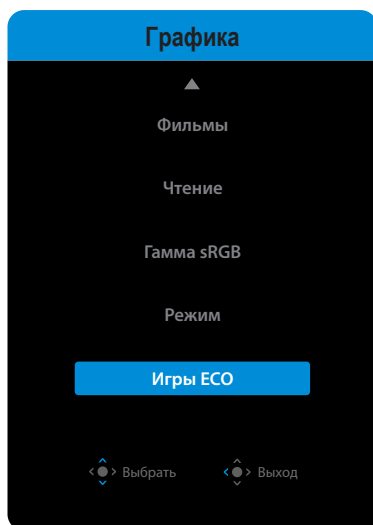 Графика
Фильмы
Чтение
Гамма sRGB
Режим
Игры ECO
Выбрать Выход